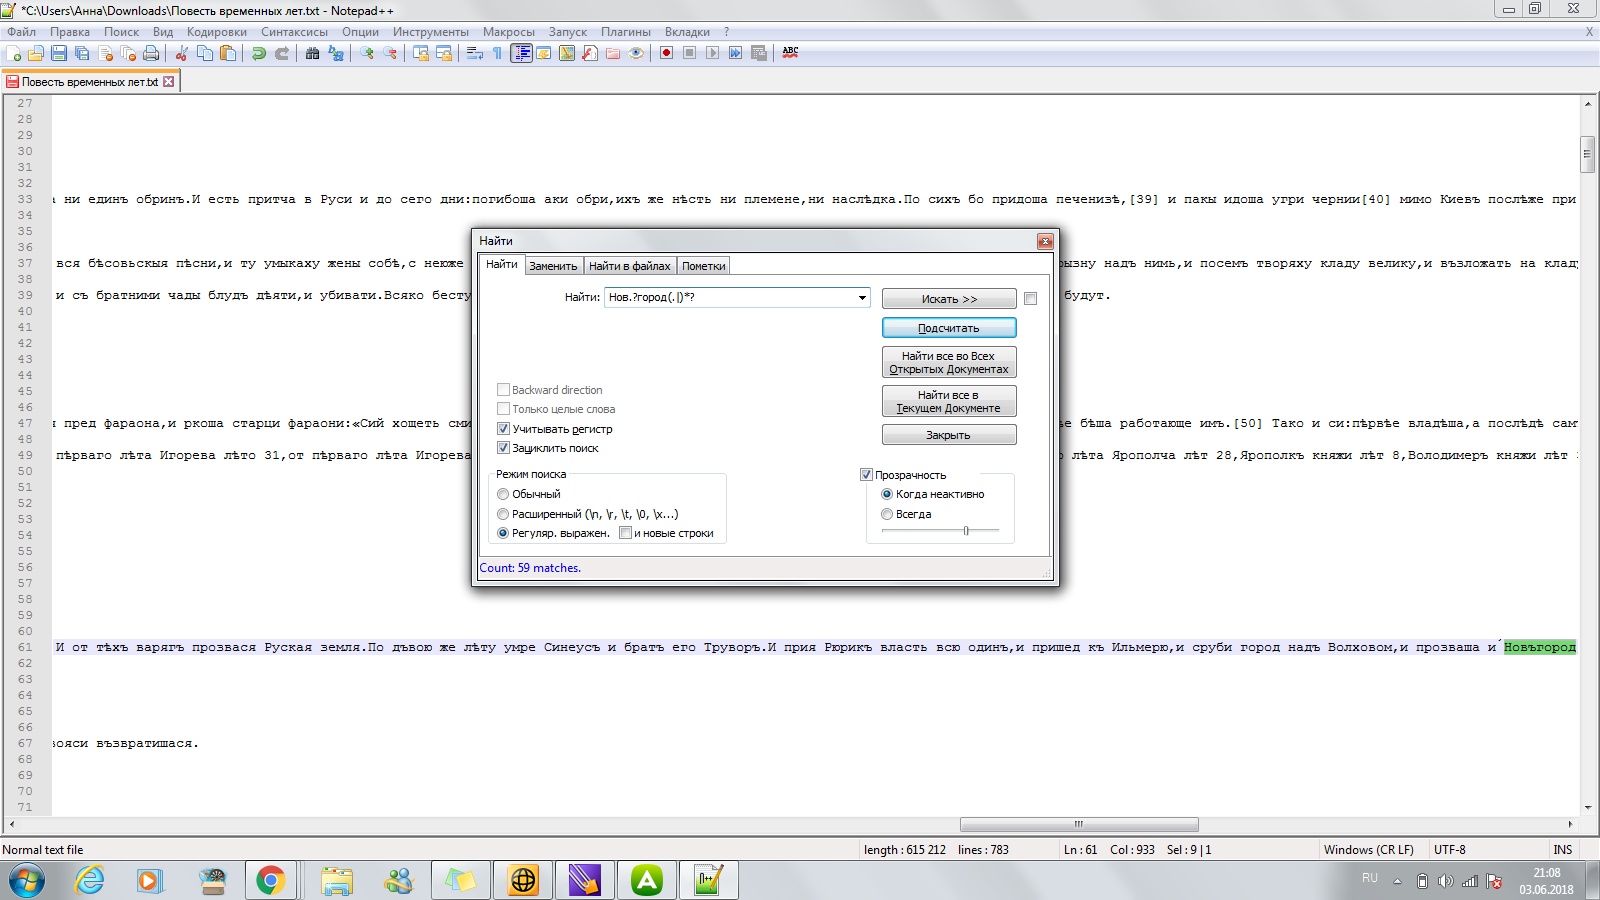 *C:\Users\Анна\Downloads\Повесть временных лет.txt - Notepad++
Файл Правка Поиск Вид Кодировки Синтаксисы Опции Инструменты Макросы Запуск Плагины Вкладки ? X
ABC
Повесть временных лет.txt
27
28
29
30
31
32
33 ни единъ обринъ.И есть притча в Руси и до сего дни:погибоша аки обри,ихъ же нѣсть ни племене,ни наслѣдка.По сихъ бо придоша печенизѣ,[39] и пакы идоша угри чернии[40] мимо Киевъ послѣже при
34
35
36
37 вся бѣсовьскыя пѣсни,и ту умыкаху жены собѣ,с неюже рызну надъ нимь,и посемъ творяху кладу велику,и възложать на кладу
38
39 и съ братними чады блудъ дѣяти,и убивати.Всяко бесту будут.
40
41
42
43
44
45
46
47 я пред фараона,и ркоша старци фараони:«Сий хощеть сми е бѣша работающе имъ.[50] Тако и си:пѣрвѣе владѣша,а послѣдѣ сам
48
49 пѣрваго лѣта Игорева лѣто 31,от пѣрваго лѣта Игорева лѣта Ярополча лѣт 28,Ярополкъ княжи лѣт 8,Володимеръ княжи лѣт
50
51
52
53
54
55
56
57
58
59
60
61 И от тѣхъ варягъ прозвася Руская земля.По дъвою же лѣту умре Синеусъ и братъ его Труворъ.И прия Рюрикъ власть всю одинъ,и пришед къ Ильмерю,и сруби город надъ Волховом,и прозваша и Новъгород
62
63
64
65
66
67 вояси възвратишася.
68
69
70
71
Найти
Найти Заменить Найти в файлах Пометки
Найти: Нов.?город(.|)*?
Искать >>
Подсчитать
Найти все во Всех
Открытых Документах
Найти все в
Текущем Документе
Закрыть
Backward direction
Только целые слова
Учитывать регистр
Зациклить поиск
Режим поиска
Обычный
Расширенный (\n, \r, \t, \0, \x...)
Регуляр. выражен. и новые строки
Прозрачность
Когда неактивно
Всегда
Count: 59 matches.
Normal text file length : 615 212 lines : 783 Ln : 61 Col : 933 Sel : 9 | 1 Windows (CR LF) UTF-8 INS
RU 21:08
03.06.2018